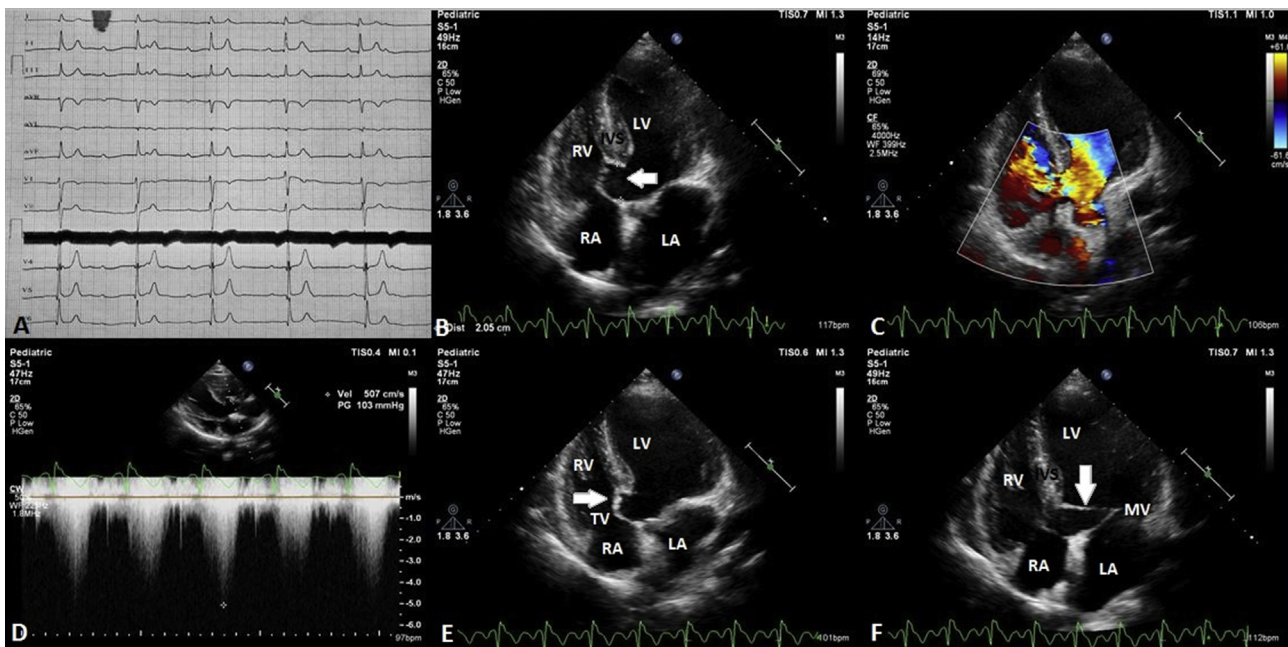 II
III
aVR
aVL
aVF
V1
V4
V5
A
Pediatric
TIS0.7 MI 1.3
S5-1
49Hz
16cm
M3
2D
65%
C 50
P Low
HGen
LV
IVS
RV
RA
LA
P R
1.8 3.6
Dist 2.05 cm
117bpm
B
Pediatric
TIS1.1 MI 1.0
S5-1
14Hz
17cm
M3 M4
+61.6
2D
69%
C 50
P Low
HGen
CF
65%
4000Hz
WF 399Hz
2.5MHz
-61.6
cm/s
P R
1.8 3.6
106bpm
C
Pediatric
TIS0.4 MI 0.1
S5-1
47Hz
17cm
M3
Vel 507 cm/s
PG 103 mmHg
2D
65%
C 50
P Low
HGen
CW
50%
WF 225Hz
1.8MHz
m/s
-1.0
-2.0
-3.0
-4.0
-5.0
-6.0
97bpm
D
Pediatric
TIS0.6 MI 1.3
S5-1
47Hz
17cm
M3
2D
65%
C 50
P Low
HGen
LV
RV
TV
RA
LA
P R
1.8 3.6
101bpm
E
Pediatric
TIS0.7 MI 1.3
S5-1
49Hz
16cm
M3
2D
65%
C 50
P Low
HGen
LV
RV
IVS
MV
RA
LA
P R
1.8 3.6
112bpm
F